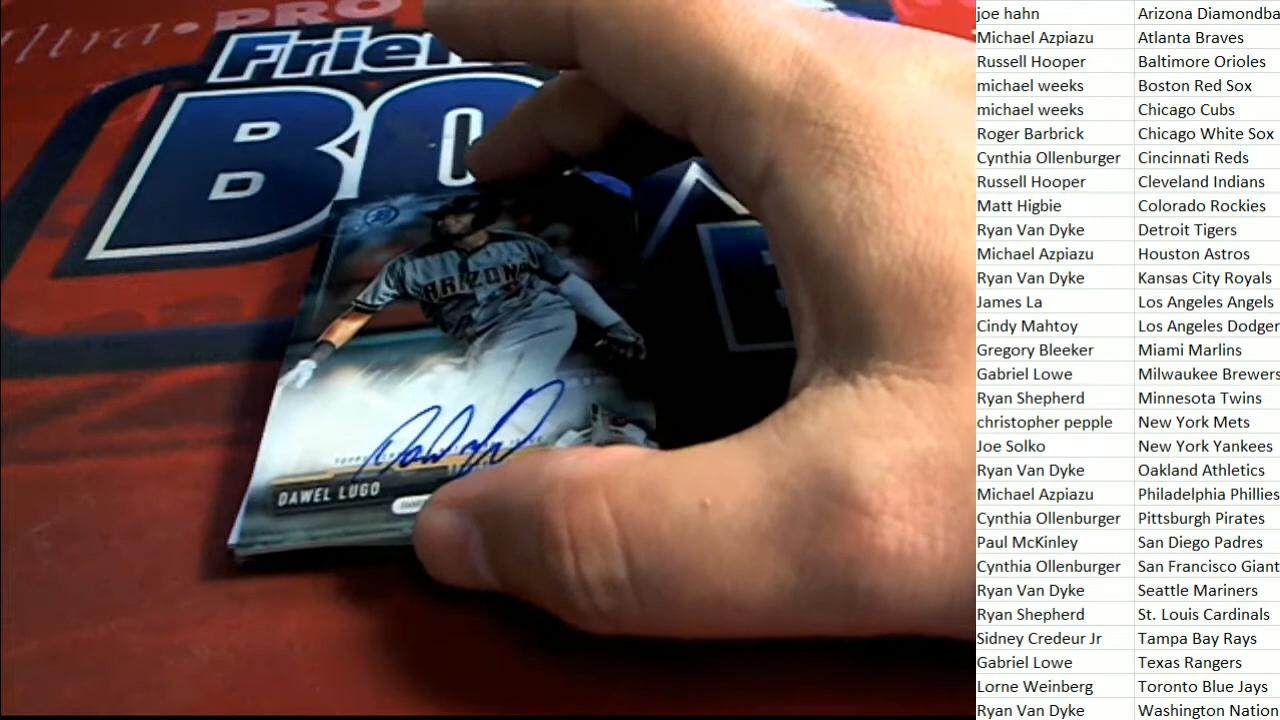 Ultra • PRO
Frien
BO
ARIZONA
DAWEL LUGO
joe hahn Arizona Diamondba
Michael Azpiazu Atlanta Braves
Russell Hooper Baltimore Orioles
michael weeks Boston Red Sox
michael weeks Chicago Cubs
Roger Barbrick Chicago White Sox
Cynthia Ollenburger Cincinnati Reds
Russell Hooper Cleveland Indians
Matt Higbie Colorado Rockies
Ryan Van Dyke Detroit Tigers
Michael Azpiazu Houston Astros
Ryan Van Dyke Kansas City Royals
James La Los Angeles Angels
Cindy Mahtoy Los Angeles Dodger
Gregory Bleeker Miami Marlins
Gabriel Lowe Milwaukee Brewers
Ryan Shepherd Minnesota Twins
christopher pepple New York Mets
Joe Solko New York Yankees
Ryan Van Dyke Oakland Athletics
Michael Azpiazu Philadelphia Phillies
Cynthia Ollenburger Pittsburgh Pirates
Paul McKinley San Diego Padres
Cynthia Ollenburger San Francisco Giant
Ryan Van Dyke Seattle Mariners
Ryan Shepherd St. Louis Cardinals
Sidney Credeur Jr Tampa Bay Rays
Gabriel Lowe Texas Rangers
Lorne Weinberg Toronto Blue Jays
Ryan Van Dyke Washington Nation